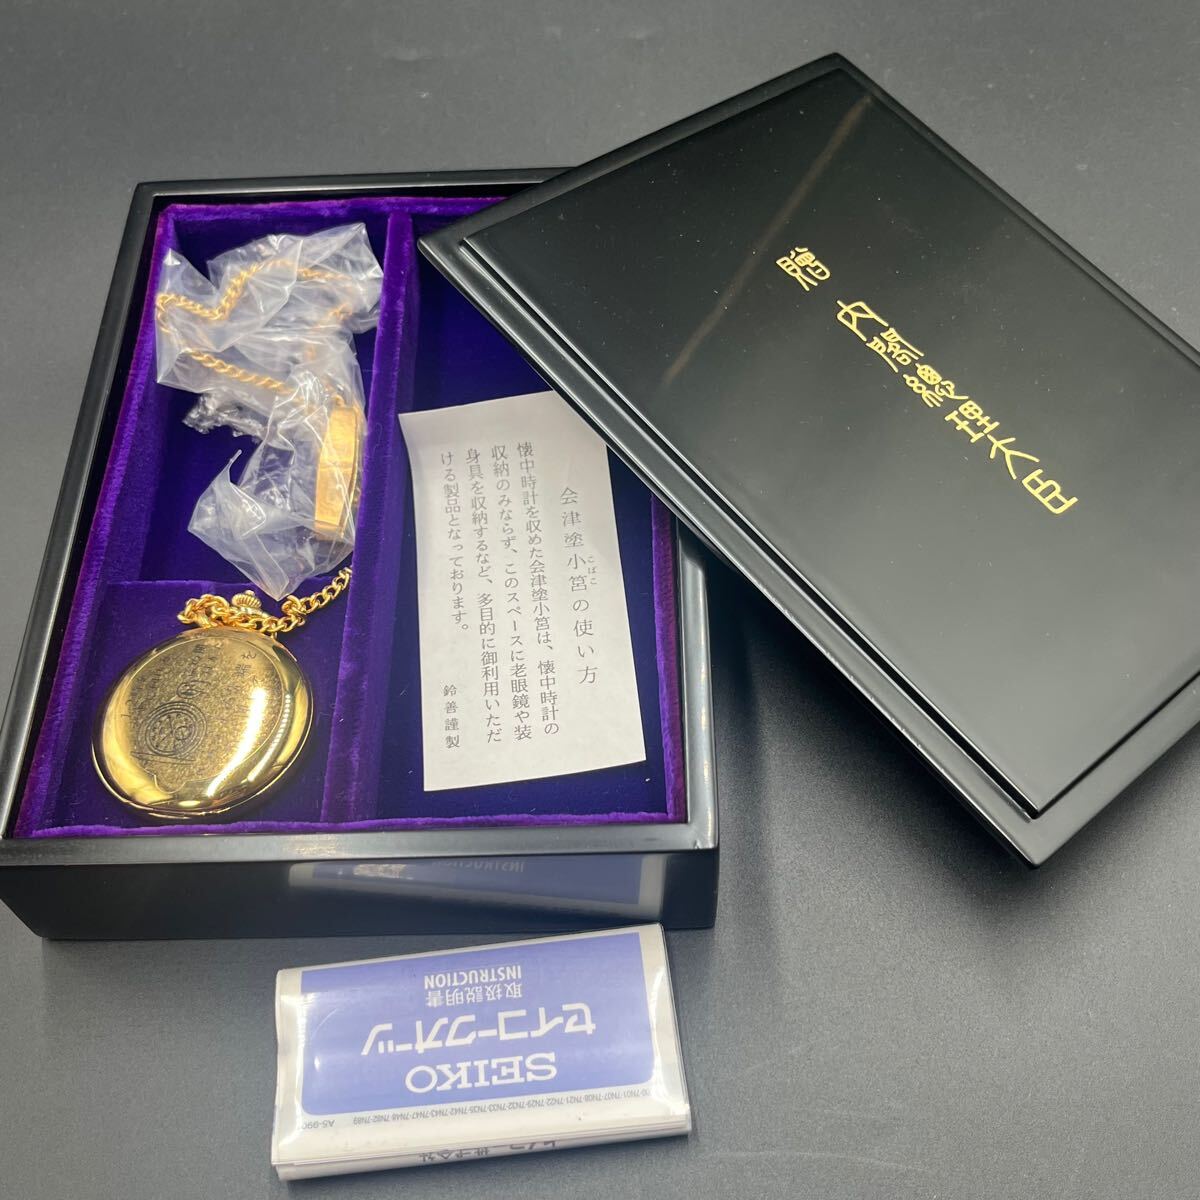 贈 内閣總理大臣
会津塗小筥の使い方
こばこ
懐中時計を収めた会津塗小筥は、懐中時計の
収納のみならず、このスペースに老眼鏡や装
身具を収納するなど、多目的に御利用いただ
ける製品となっております。
鈴善謹製
SEIKO
セイコークオーツ
取扱説明書
INSTRUCTION